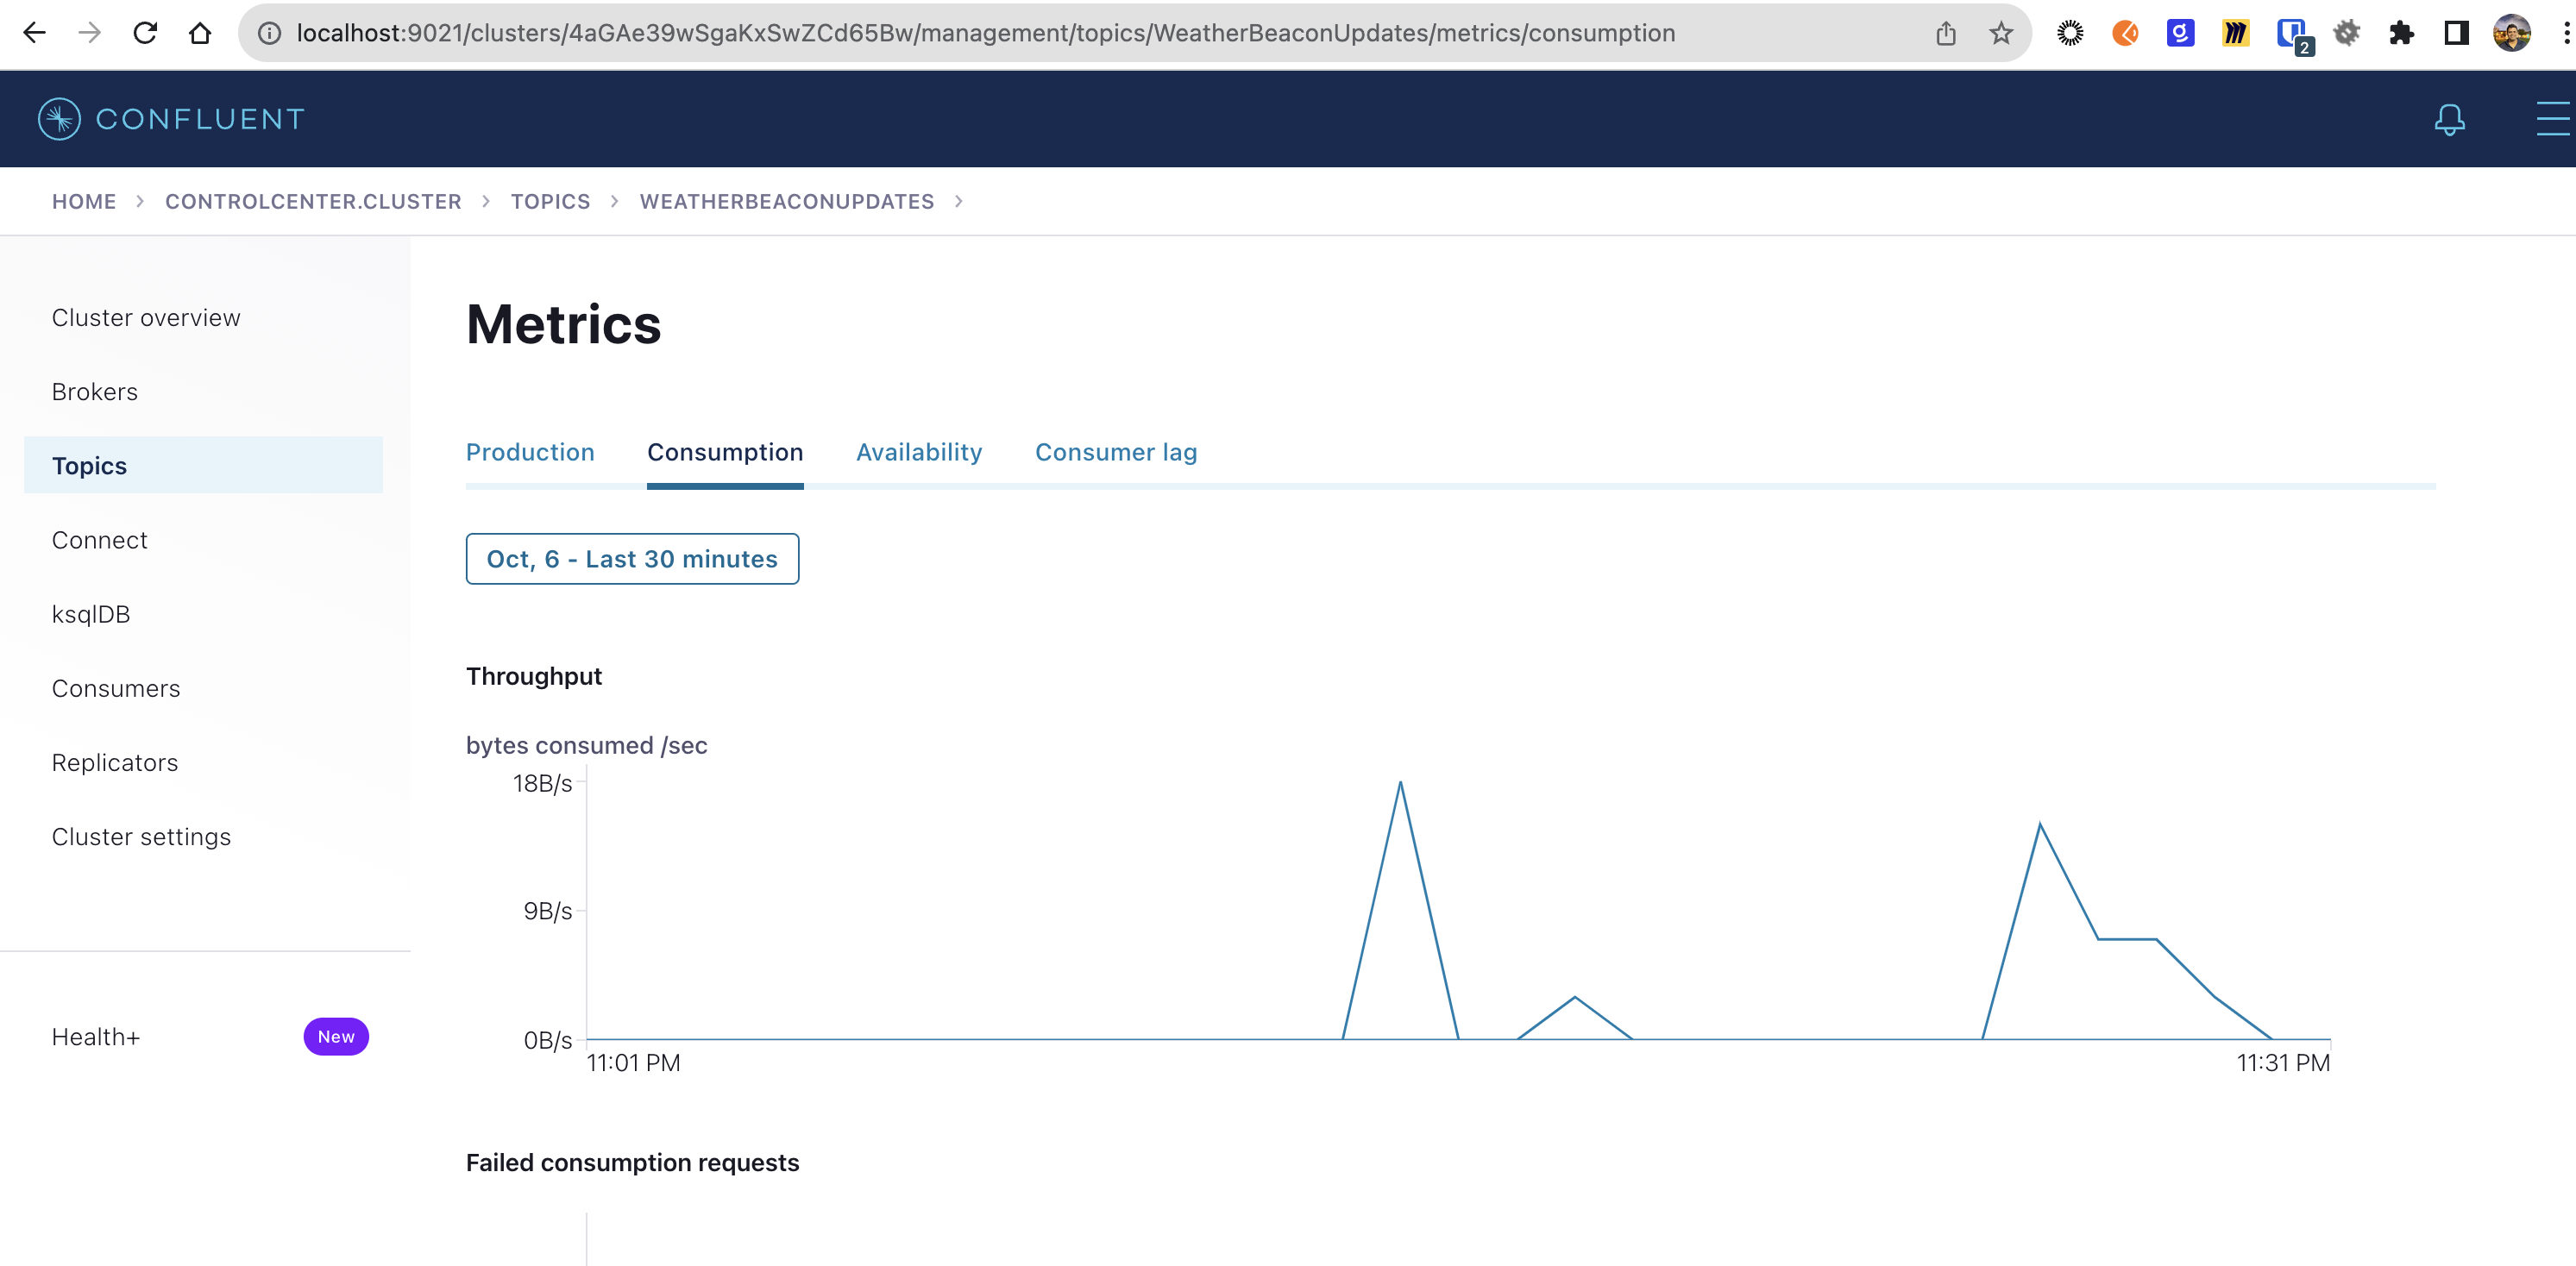 localhost:9021/clusters/4aGAe39wSgaKxSwZCd65Bw/management/topics/WeatherBeaconUpdates/metrics/consumption
2
CONFLUENT
HOME > CONTROLCENTER.CLUSTER > TOPICS > WEATHERBEACONUPDATES >
Cluster overview
Brokers
Topics
Connect
ksqlDB
Consumers
Replicators
Cluster settings
Health+ New
Metrics
Production Consumption Availability Consumer lag
Oct, 6 - Last 30 minutes
Throughput
bytes consumed /sec
18B/s
9B/s
0B/s
11:01 PM 11:31 PM
Failed consumption requests